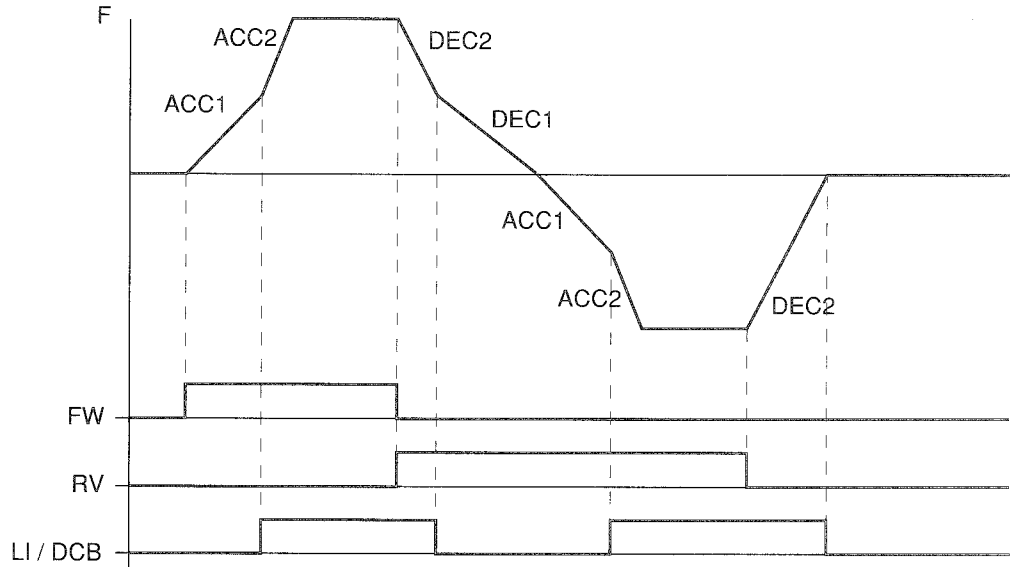 F
ACC2
DEC2
ACC1
DEC1
ACC1
ACC2
DEC2
FW
RV
LI / DCB